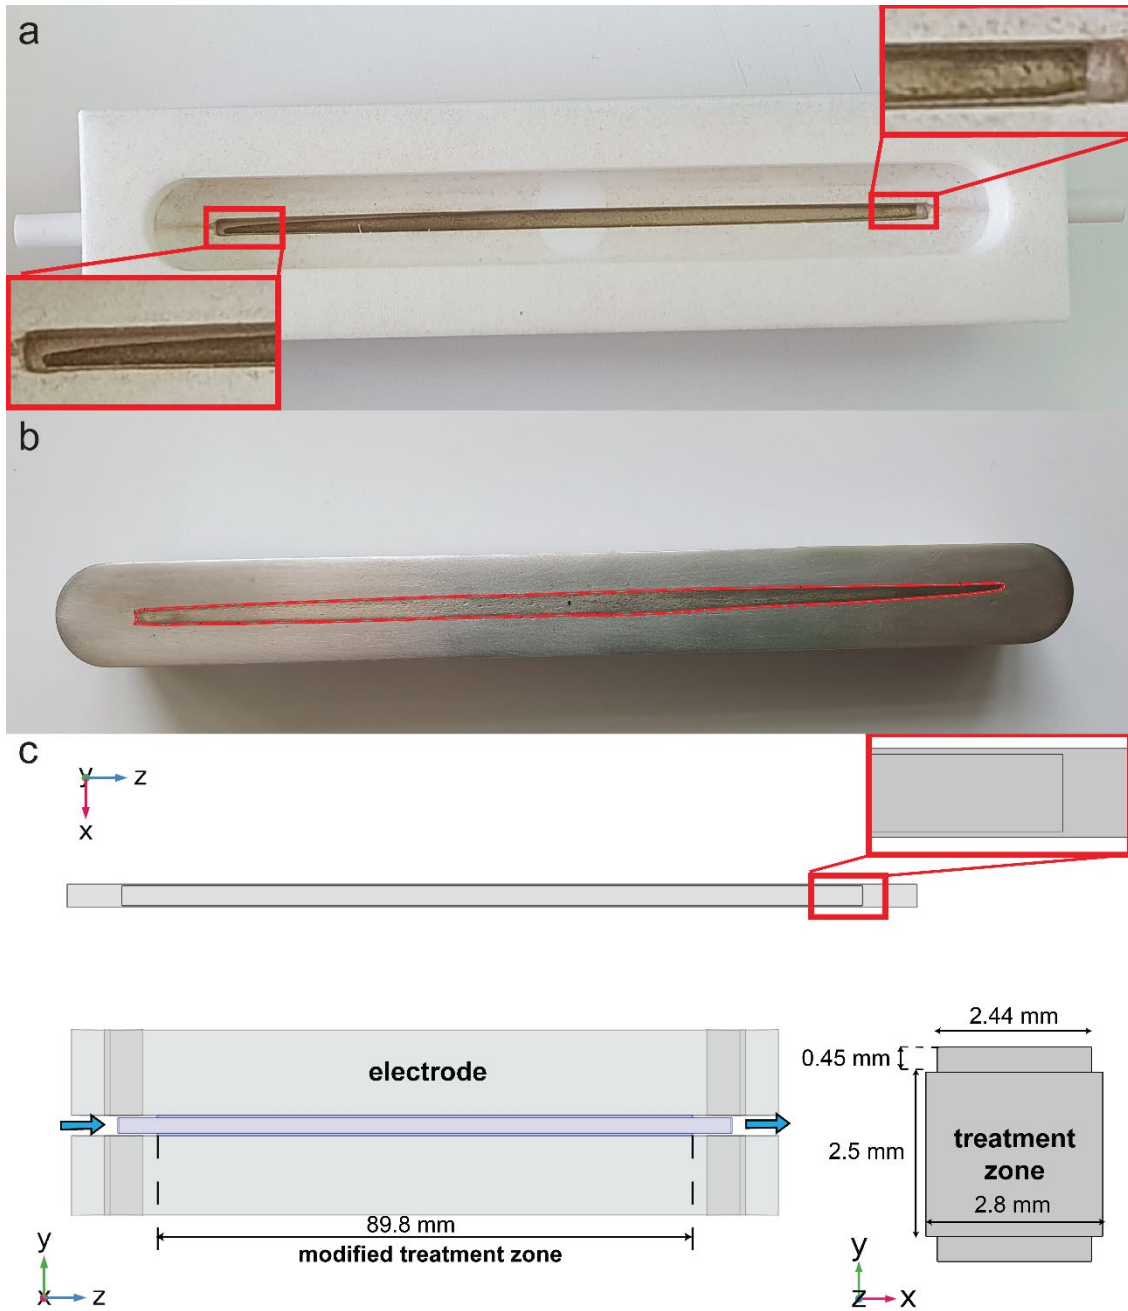 a
b
c
y
z
x
electrode
89.8 mm
modified treatment zone
y
x
z
2.44 mm
0.45 mm
2.5 mm
treatment
zone
2.8 mm
y
z
x